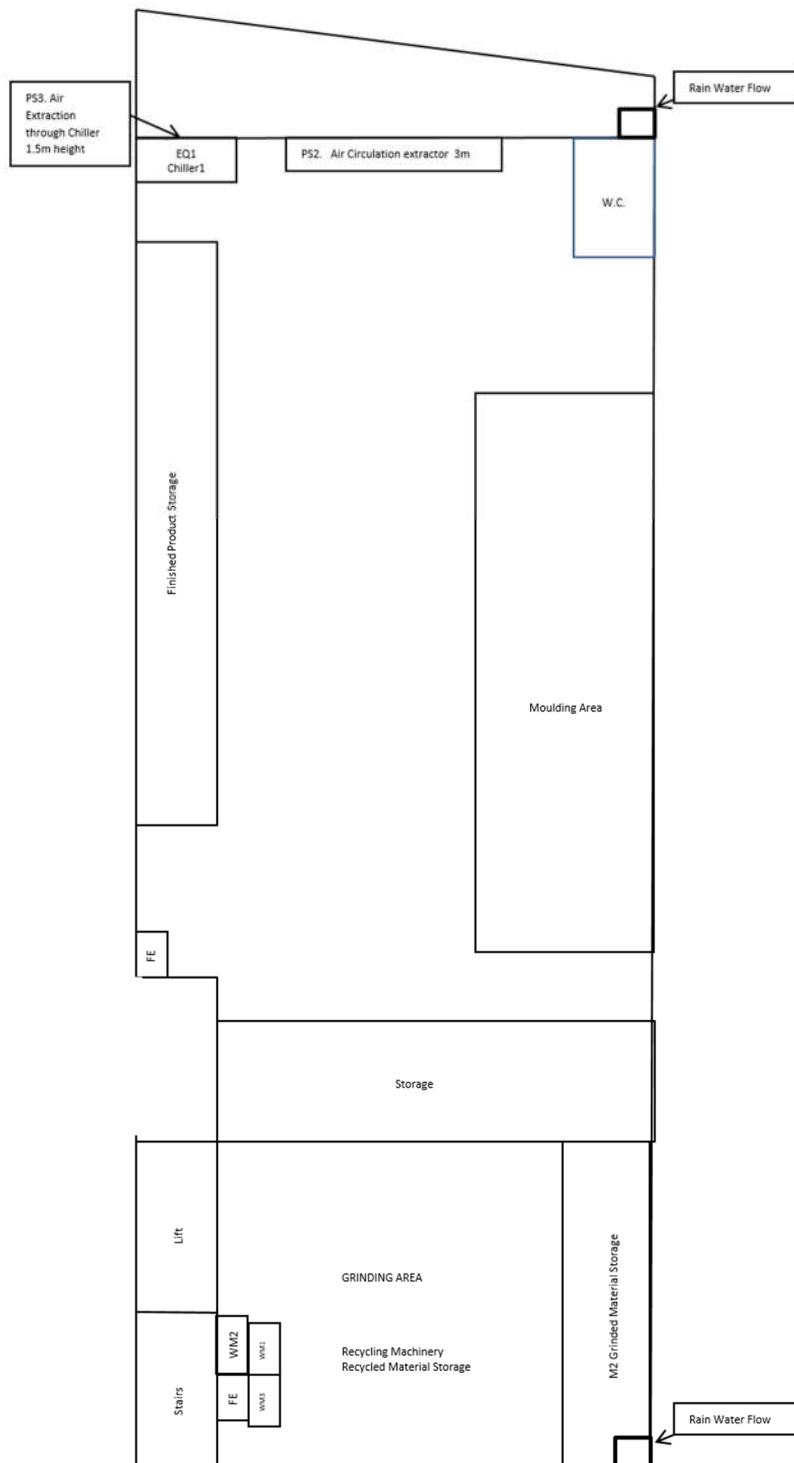 Rain Water Flow
PS3. Air
Extraction
through Chiller
1.5m height
EQ1
Chiller1
PS2. Air Circulation extractor 3m
W.C.
Finished Product Storage
Moulding Area
FE
Storage
Lift
GRINDING AREA
M2 Grinded Material Storage
WM2
WM1
Recycling Machinery
Recycled Material Storage
Stairs
FE
WM3
Rain Water Flow